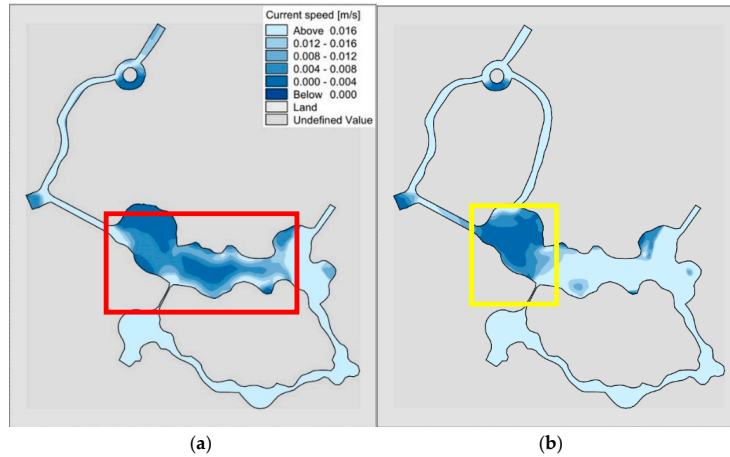 Current speed [m/s]
Above 0.016
0.012 - 0.016
0.008 - 0.012
0.004 - 0.008
0.000 - 0.004
Below 0.000
Land
Undefined Value
(a)
(b)